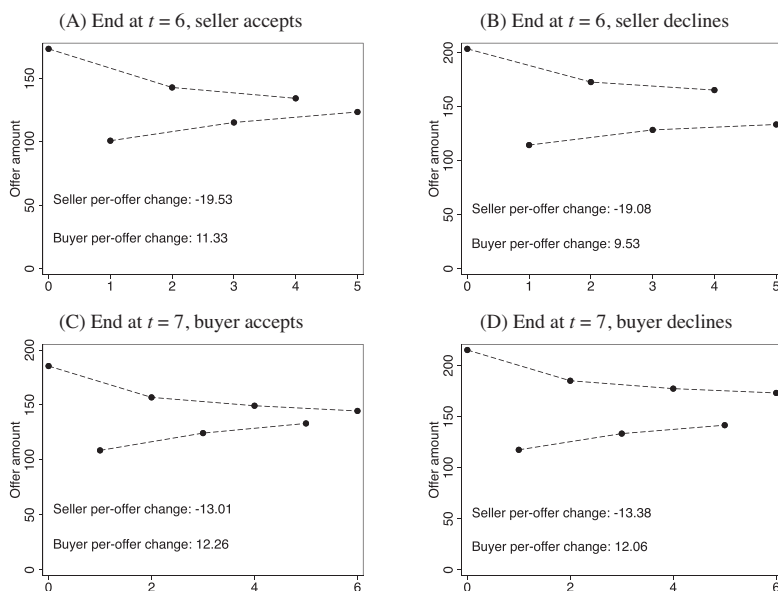 (A) End at t = 6, seller accepts
Offer amount
0 50 100 150
Seller per-offer change: -19.53
Buyer per-offer change: 11.33
0 1 2 3 4 5
(B) End at t = 6, seller declines
Offer amount
0 50 100 150 200
Seller per-offer change: -19.08
Buyer per-offer change: 9.53
0 1 2 3 4 5
(C) End at t = 7, buyer accepts
Offer amount
0 50 100 150 200
Seller per-offer change: -13.01
Buyer per-offer change: 12.26
0 2 4 6
(D) End at t = 7, buyer declines
Offer amount
0 50 100 150 200
Seller per-offer change: -13.38
Buyer per-offer change: 12.06
0 2 4 6